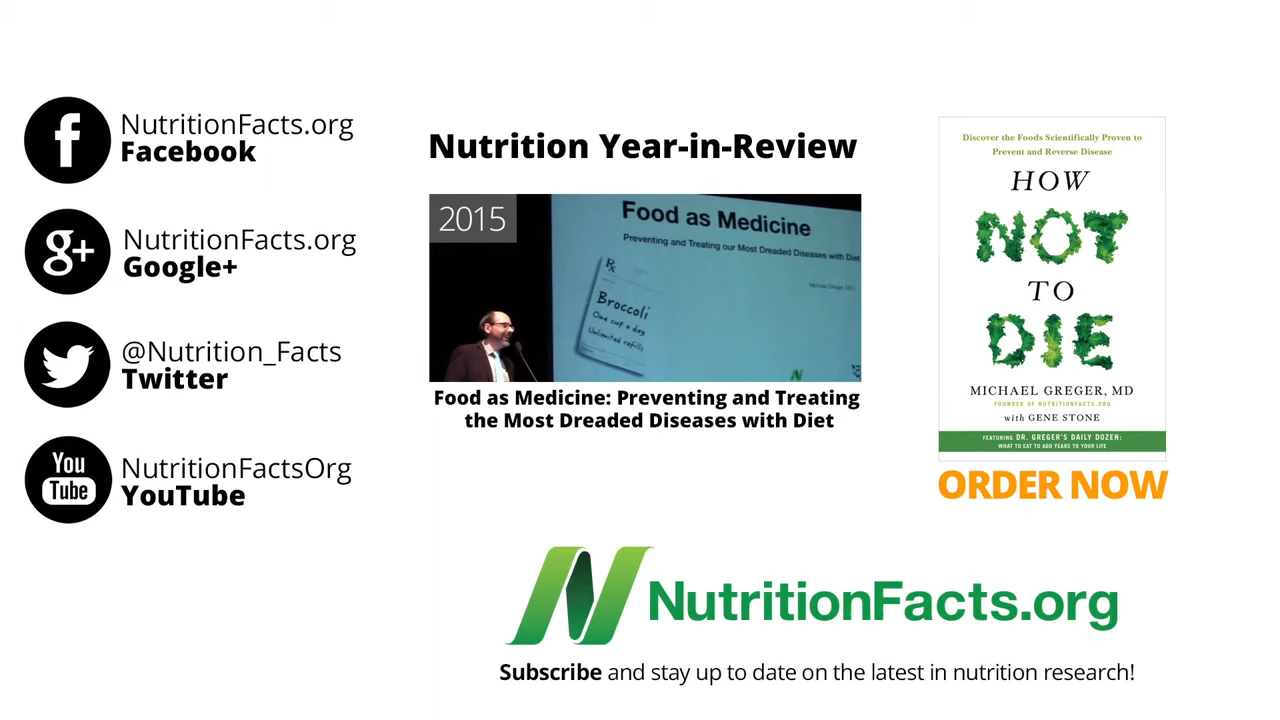 NutritionFacts.org
Facebook
NutritionFacts.org
Google+
@Nutrition_Facts
Twitter
You
Tube
NutritionFactsOrg
YouTube
Nutrition Year-in-Review
2015
Food as Medicine
Preventing and Treating our Most Dreaded Diseases with Diet
Michael Greger, M.D.
Rx
Broccoli
One cup a day
Unlimited refills
Food as Medicine: Preventing and Treating
the Most Dreaded Diseases with Diet
Discover the Foods Scientifically Proven to
Prevent and Reverse Disease
HOW
NOT
TO
DIE
MICHAEL GREGER, MD
FOUNDER OF NUTRITIONFACTS.ORG
with GENE STONE
FEATURING DR. GREGER'S DAILY DOZEN:
WHAT TO EAT TO ADD YEARS TO YOUR LIFE
ORDER NOW
NutritionFacts.org
Subscribe and stay up to date on the latest in nutrition research!